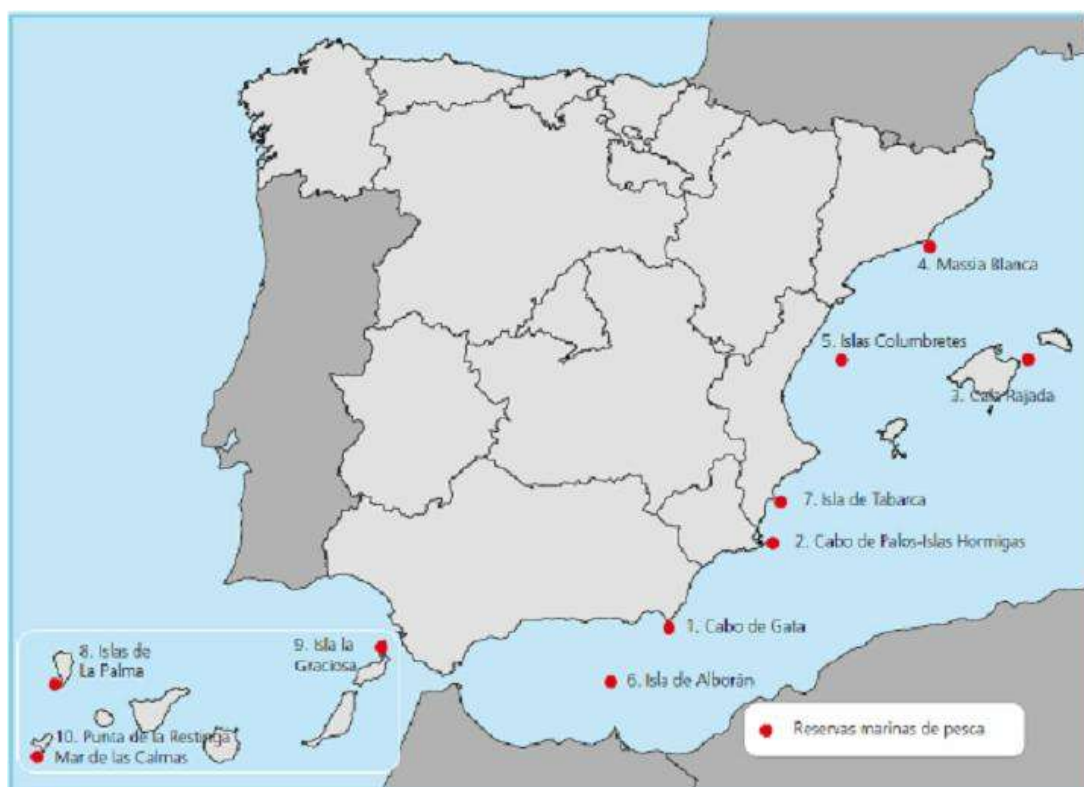 4. Massia Blanca
5. Islas Columbretes
3. Cala Rajada
7. Isla de Tabarca
2. Cabo de Palos-Islas Hormigas
1. Cabo de Gata
6. Isla de Alborán
8. Islas de
La Palma
9. Isla la
Graciosa
10. Punta de la Restinga
Mar de las Calmas
Reservas marinas de pesca